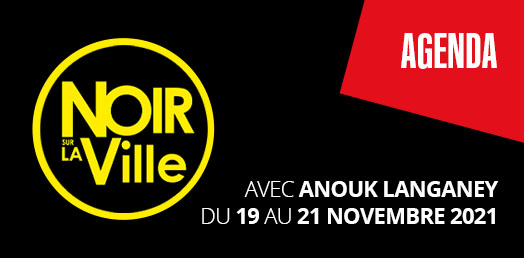 AGENDA
NOIR
SUR
LA Ville
AVEC ANOUK LANGANEY
DU 19 AU 21 NOVEMBRE 2021